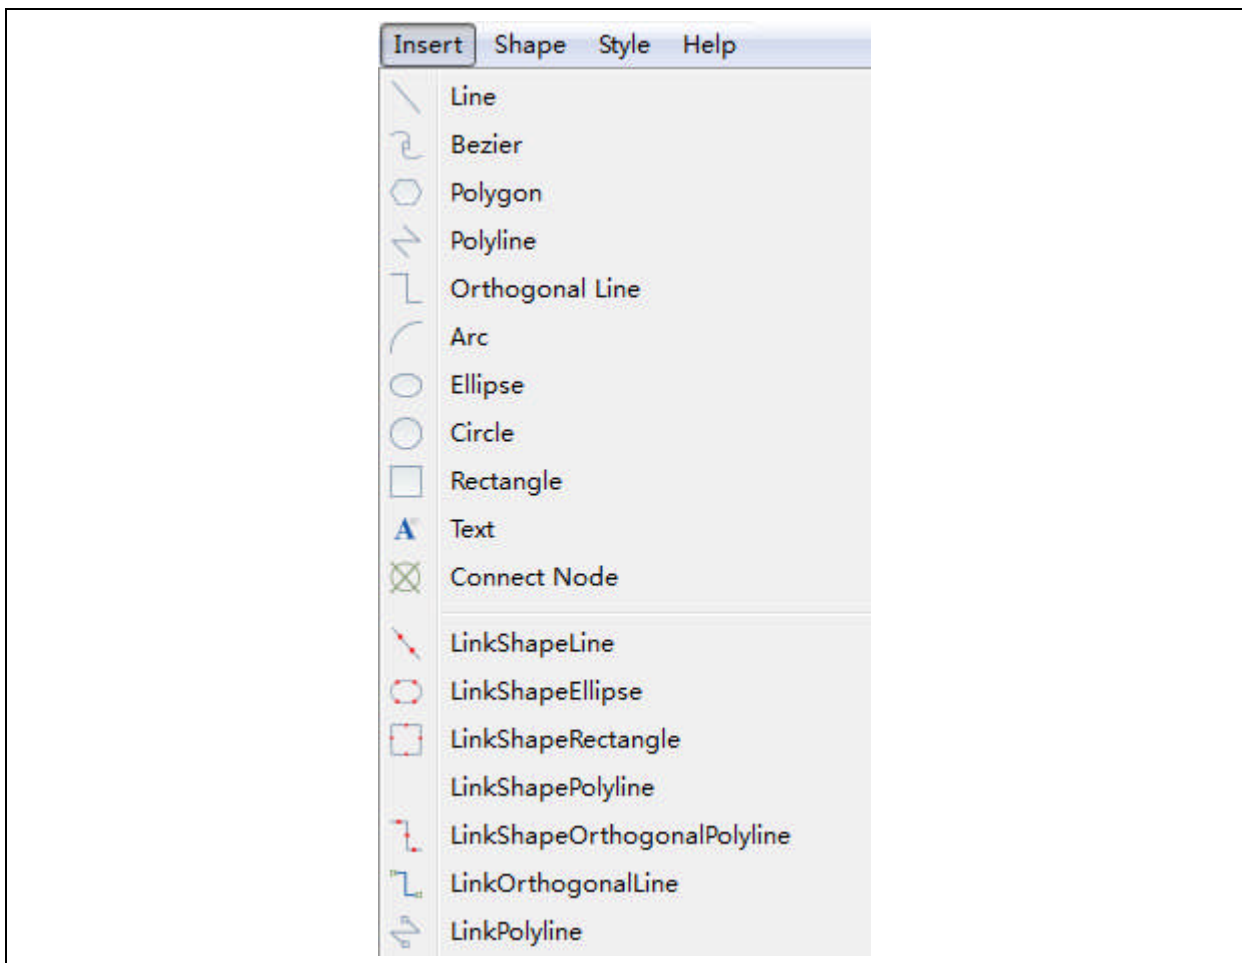 Insert Shape Style Help
Line
Bezier
Polygon
Polyline
Orthogonal Line
Arc
Ellipse
Circle
Rectangle
A Text
Connect Node
LinkShapeLine
LinkShapeEllipse
LinkShapeRectangle
LinkShapePolyline
LinkShapeOrthogonalPolyline
LinkOrthogonalLine
LinkPolyline